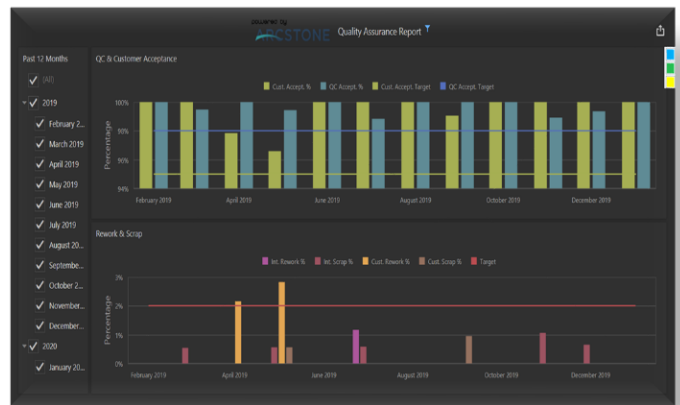 powered by
ARCSTONE Quality Assurance Report
Past 12 Months
(All)
2019
February 2...
March 2019
April 2019
May 2019
June 2019
July 2019
August 20...
Septembe...
October 2...
November...
December...
2020
January 20...
QC & Customer Acceptance
Cust. Accept. % QC Accept. % Cust. Accept. Target QC Accept. Target
Percentage
100%
98%
96%
94%
February 2019 April 2019 June 2019 August 2019 October 2019 December 2019
Rework & Scrap
Int. Rework % Int. Scrap % Cust. Rework % Cust. Scrap % Target
Percentage
3%
2%
1%
0%
February 2019 April 2019 June 2019 August 2019 October 2019 December 2019